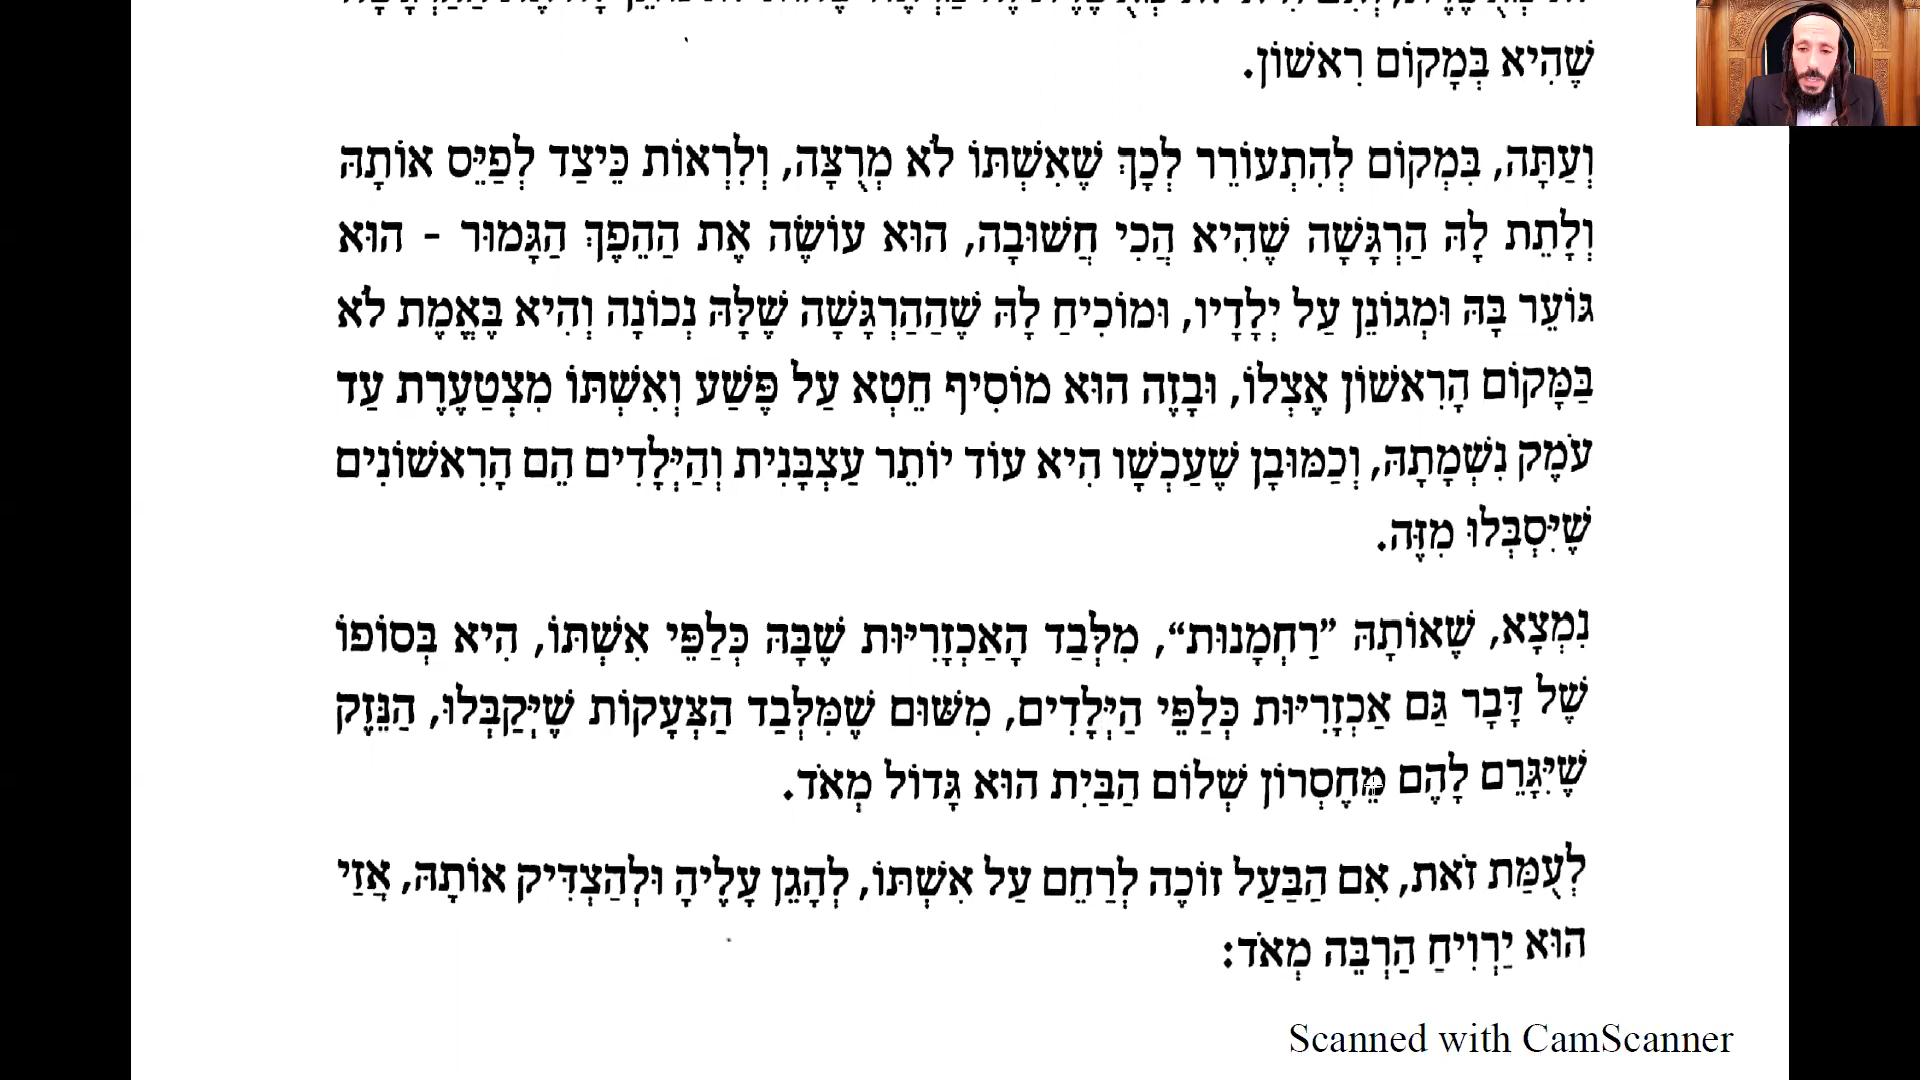 שֶׁהִיא בְּמָקוֹם רִאשׁוֹן.
וְעַתָּה, בִּמְקוֹם לְהִתְעוֹרֵר לְכָךְ שֶׁאִשְׁתּוֹ לֹא מְרֻצָּה, וְלִרְאוֹת כֵּיצַד לְפַיֵּס אוֹתָהּ
וְלָתֵת לָהּ הַרְגָּשָׁה שֶׁהִיא הֲכִי חֲשׁוּבָה, הוּא עוֹשֶׂה אֶת הַהֵפֶךְ הַגָּמוּר - הוּא
גּוֹעֵר בָּהּ וּמְגוֹנֵן עַל יְלָדָיו, וּמוֹכִיחַ לָהּ שֶׁהַהַרְגָּשָׁה שֶׁלָּהּ נְכוֹנָה וְהִיא בֶּאֱמֶת לֹא
בַּמָּקוֹם הָרִאשׁוֹן אֶצְלוֹ, וּבָזֶה הוּא מוֹסִיף חֵטְא עַל פֶּשַׁע וְאִשְׁתּוֹ מִצְטַעֶרֶת עַד
עֹמֶק נִשְׁמָתָהּ, וְכַמּוּבָן שֶׁעַכְשָׁו הִיא עוֹד יוֹתֵר עַצְבָּנִית וְהַיְּלָדִים הֵם הָרִאשׁוֹנִים
שֶׁיִּסְבְּלוּ מִזֶּה.
נִמְצָא, שֶׁאוֹתָהּ ״רַחְמָנוּת״, מִלְּבַד הָאַכְזָרִיּוּת שֶׁבָּהּ כְּלַפֵּי אִשְׁתּוֹ, הִיא בְּסוֹפוֹ
שֶׁל דָּבָר גַּם אַכְזָרִיּוּת כְּלַפֵּי הַיְּלָדִים, מִשּׁוּם שֶׁמִּלְּבַד הַצְּעָקוֹת שֶׁיְּקַבְּלוּ, הַנֵּזֶק
שֶׁיִּגָּרֵם לָהֶם מֵחֶסְרוֹן שְׁלוֹם הַבַּיִת הוּא גָּדוֹל מְאֹד.
לְעֻמַּת זֹאת, אִם הַבַּעַל זוֹכֶה לְרַחֵם עַל אִשְׁתּוֹ, לְהָגֵן עָלֶיהָ וּלְהַצְדִּיק אוֹתָהּ, אֲזַי
הוּא יַרְוִיחַ הַרְבֵּה מְאֹד:
Scanned with CamScanner